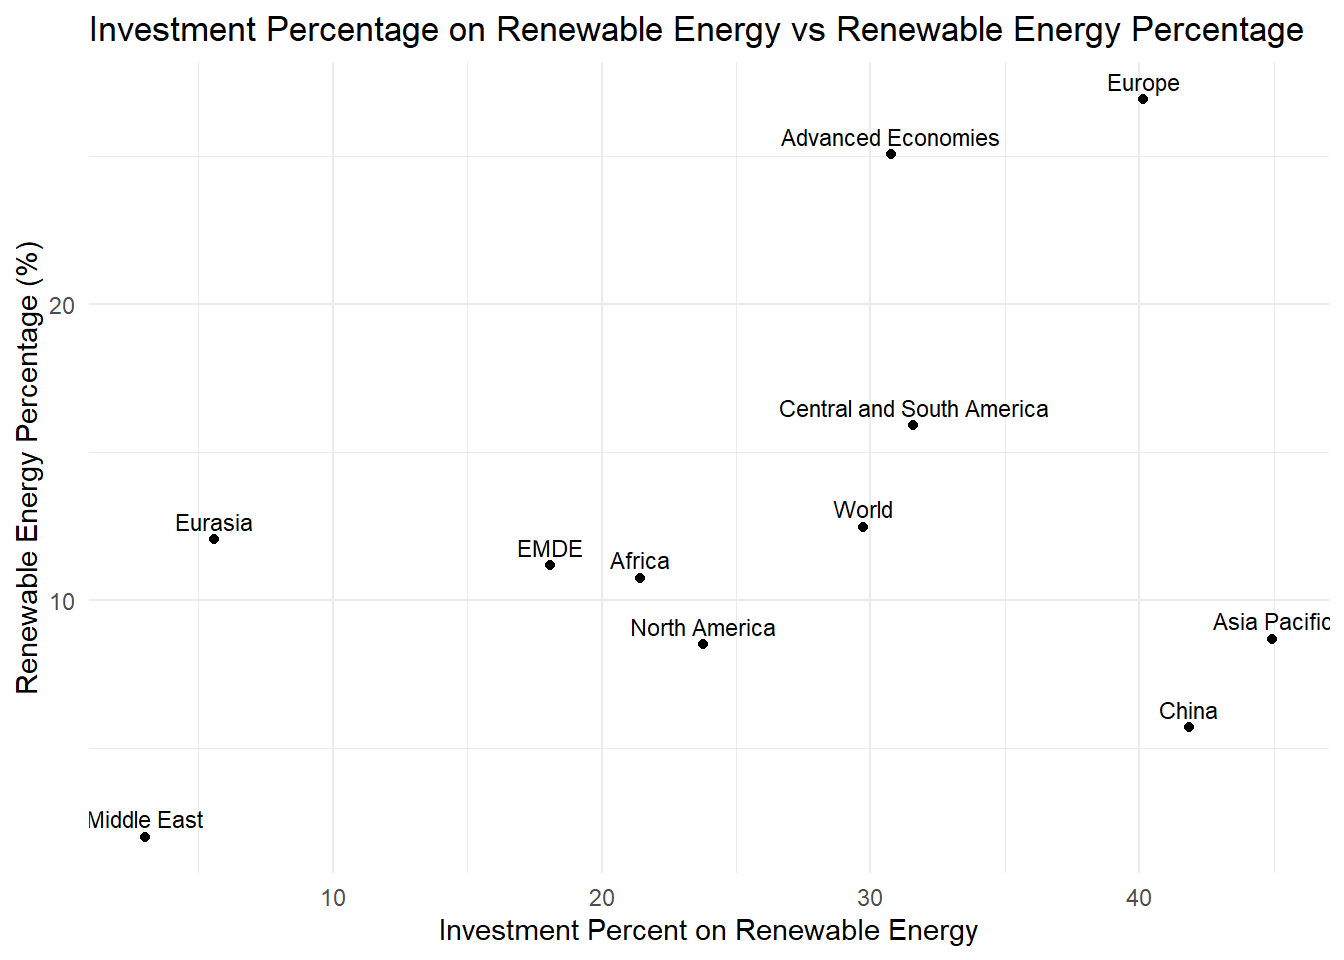 Investment Percentage on Renewable Energy vs Renewable Energy Percentage
Europe
Advanced Economies
Renewable Energy Percentage (%)
20
Central and South America
World
Eurasia
EMDE
Africa
10
North America
Asia Pacific
China
Middle East
10
20
30
40
Investment Percent on Renewable Energy